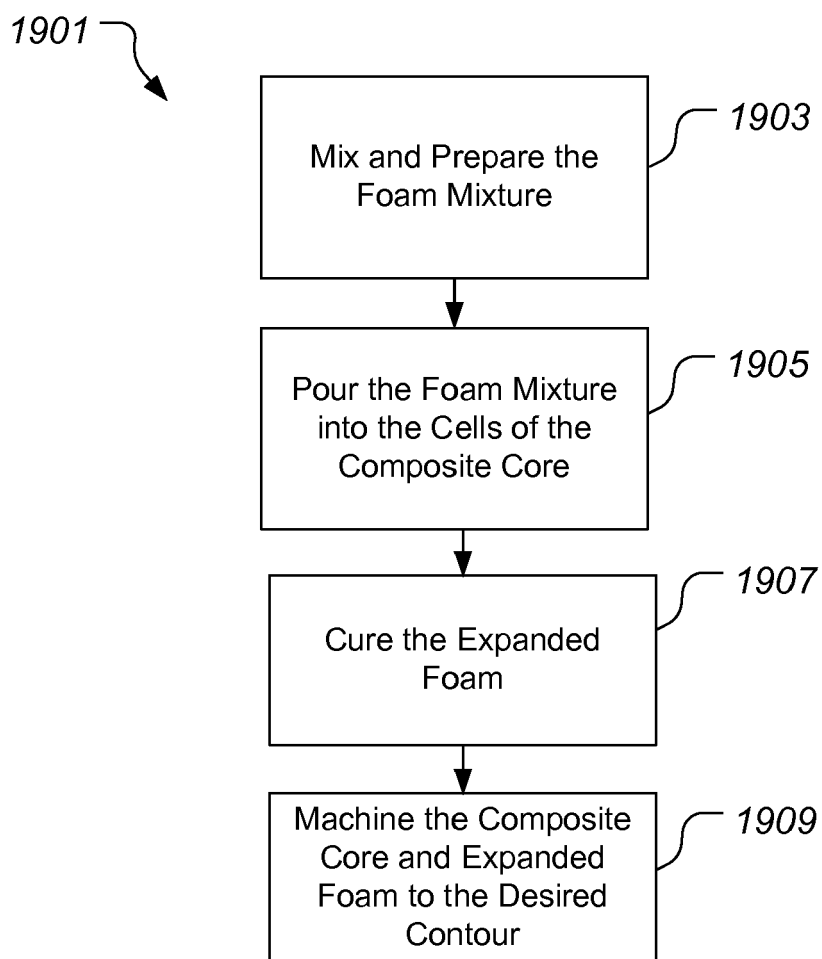 1901
1903
Mix and Prepare the
Foam Mixture
1905
Pour the Foam Mixture
into the Cells of the
Composite Core
1907
Cure the Expanded
Foam
1909
Machine the Composite
Core and Expanded
Foam to the Desired
Contour